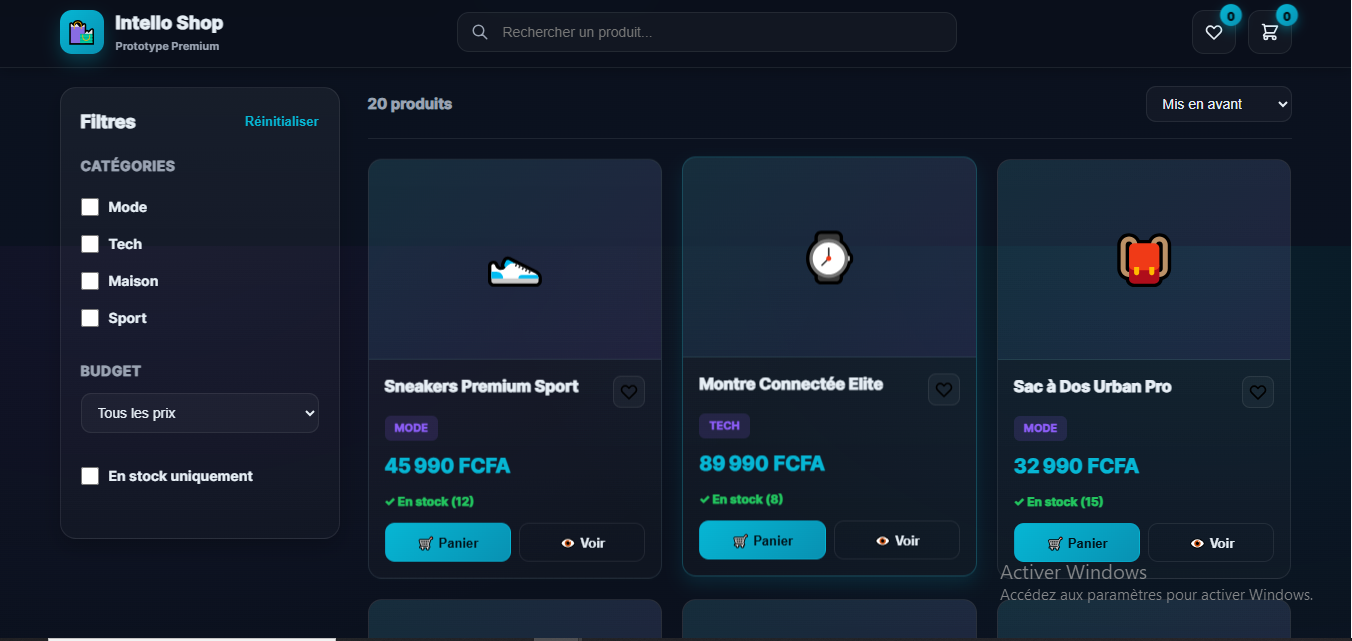 Intello Shop
Prototype Premium
Rechercher un produit...
0
0
Filtres
Réinitialiser
CATÉGORIES
Mode
Tech
Maison
Sport
BUDGET
Tous les prix
En stock uniquement
20 produits
Mis en avant
Sneakers Premium Sport
MODE
45 990 FCFA
✓ En stock (12)
Panier
Voir
Montre Connectée Elite
TECH
89 990 FCFA
✓ En stock (8)
Panier
Voir
Sac à Dos Urban Pro
MODE
32 990 FCFA
✓ En stock (15)
Panier
Voir
Activer Windows
Accédez aux paramètres pour activer Windows.